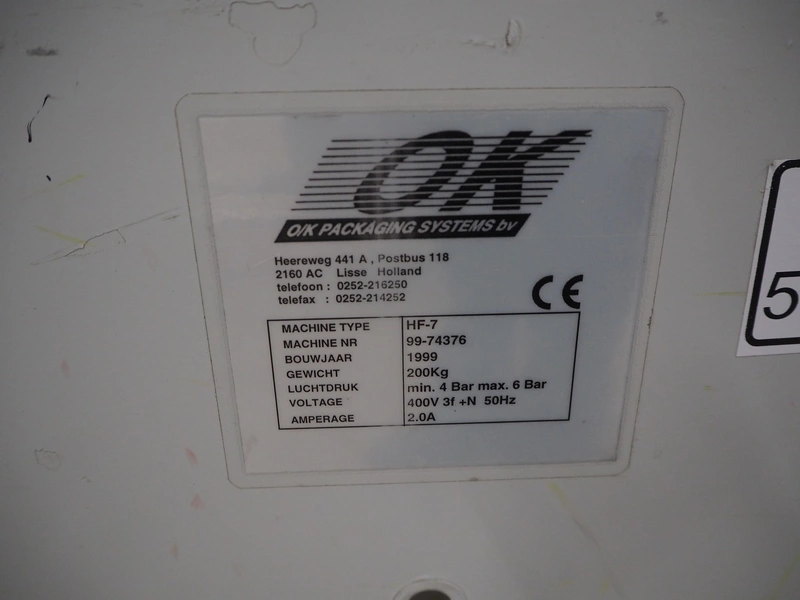 OK
O/K PACKAGING SYSTEMS bv
Heereweg 441 A , Postbus 118
2160 AC Lisse Holland
telefoon : 0252-216250
telefax : 0252-214252
CE
MACHINE TYPE HF-7
MACHINE NR 99-74376
BOUWJAAR 1999
GEWICHT 200Kg
LUCHTDRUK min. 4 Bar max. 6 Bar
VOLTAGE 400V 3f +N 50Hz
AMPERAGE 2.0A
5